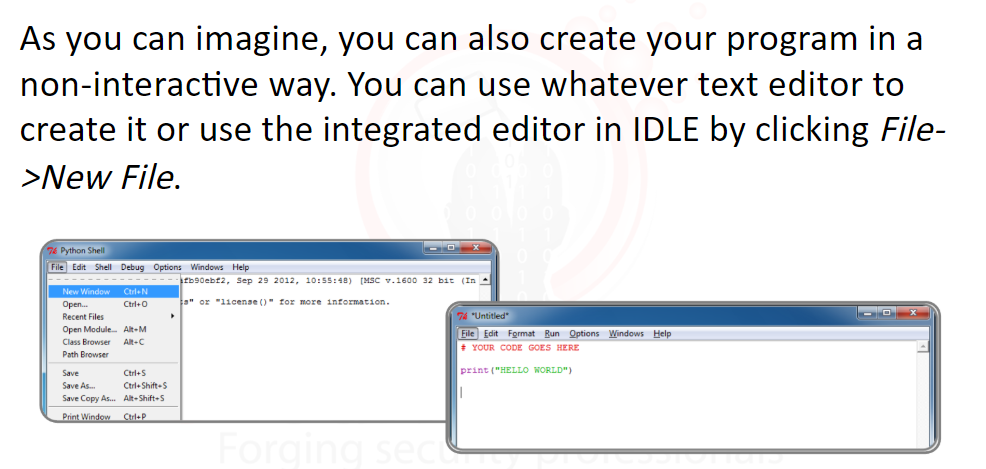 As you can imagine, you can also create your program in a
non-interactive way. You can use whatever text editor to
create it or use the integrated editor in IDLE by clicking File-
>New File.
Python Shell
File Edit Shell Debug Options Windows Help
New Window Ctrl+N
Open... Ctrl+O
Recent Files
Open Module... Alt+M
Class Browser Alt+C
Path Browser
Save Ctrl+S
Save As... Ctrl+Shift+S
Save Copy As... Alt+Shift+S
Print Window Ctrl+P
fb90ebf2, Sep 29 2012, 10:55:48) [MSC v.1600 32 bit (In
s" or "license()" for more information.
*Untitled*
File Edit Format Run Options Windows Help
# YOUR CODE GOES HERE
print("HELLO WORLD")
Forging security professionals